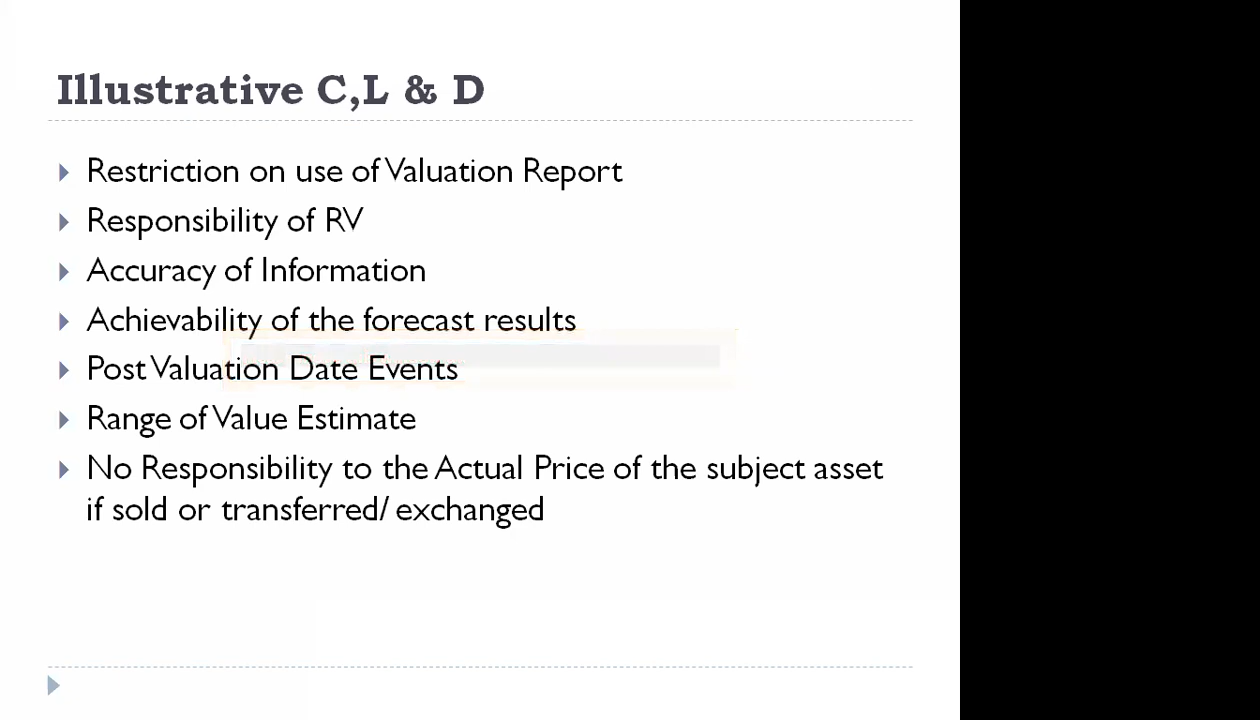 Illustrative C,L & D
Restriction on use of Valuation Report
Responsibility of RV
Accuracy of Information
Achievability of the forecast results
Post Valuation Date Events
Range of Value Estimate
No Responsibility to the Actual Price of the subject asset
if sold or transferred/ exchanged